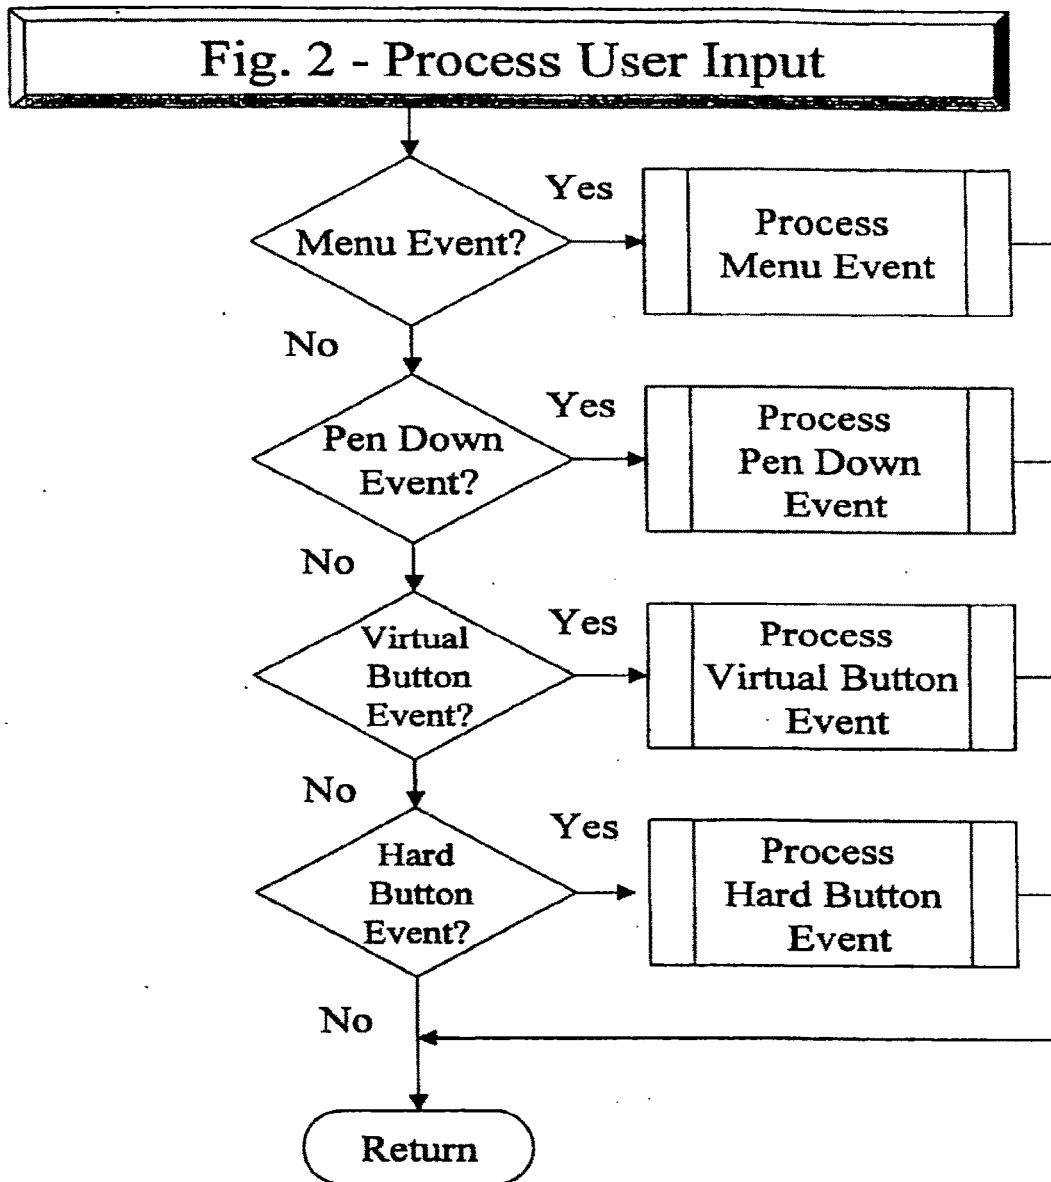 Fig. 2 - Process User Input
Menu Event?
Yes
Process
Menu Event
No
Pen Down
Event?
Yes
Process
Pen Down
Event
No
Virtual
Button
Event?
Yes
Process
Virtual Button
Event
No
Hard
Button
Event?
Yes
Process
Hard Button
Event
No
Return